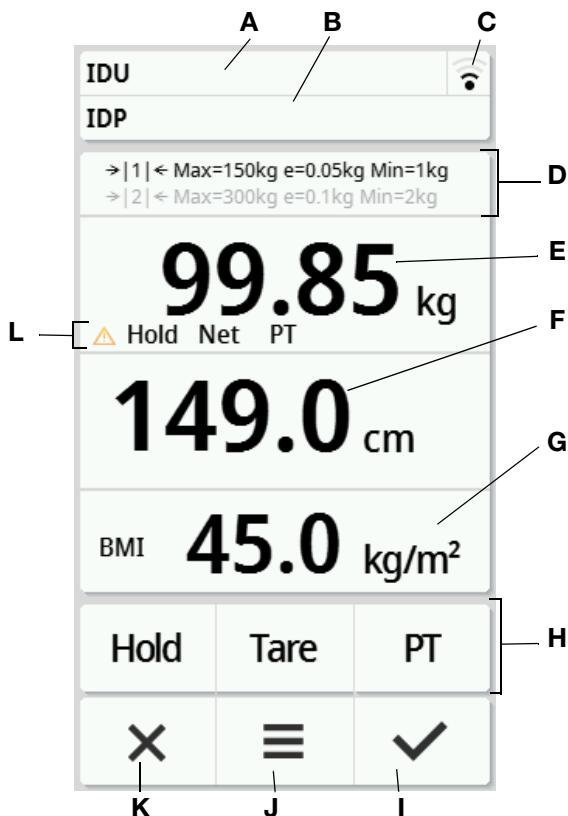 A B C
IDU
IDP
→|1|← Max=150kg e=0.05kg Min=1kg
→|2|← Max=300kg e=0.1kg Min=2kg
D
99.85 kg
E
L
⚠ Hold Net PT
F
149.0 cm
G
BMI 45.0 kg/m²
Hold Tare PT
H
K J I